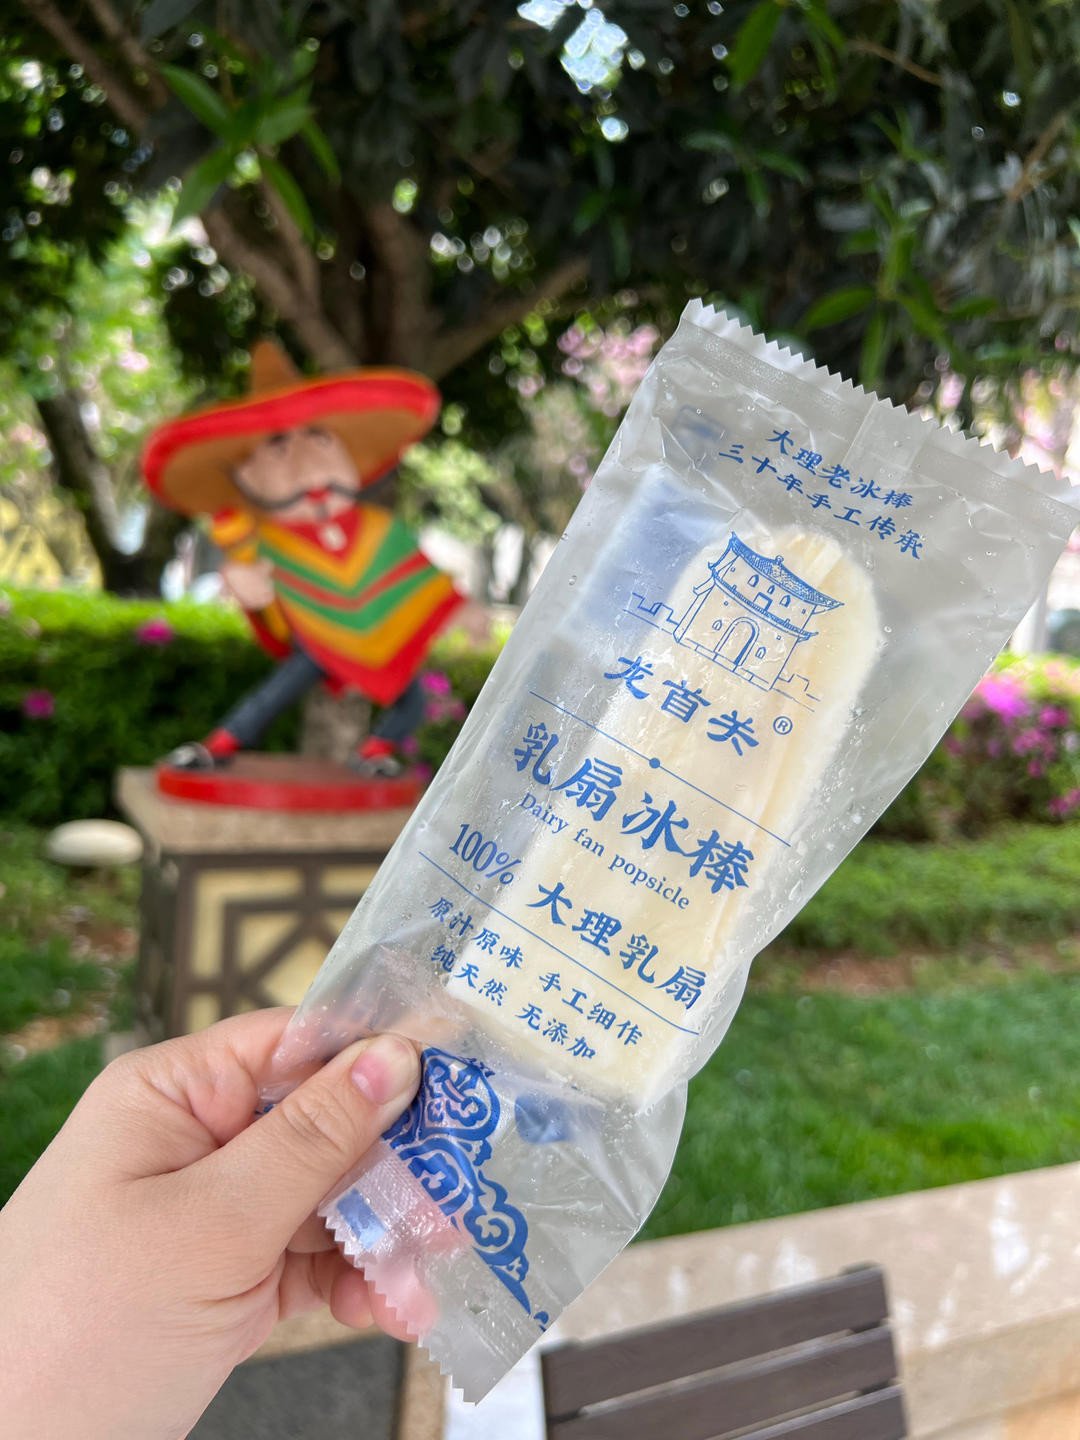 大理老冰棒
三十年手工传承
龙首关®
乳扇冰棒
Dairy fan popsicle
100% 大理乳扇
原汁原味 手工细作
纯天然 无添加